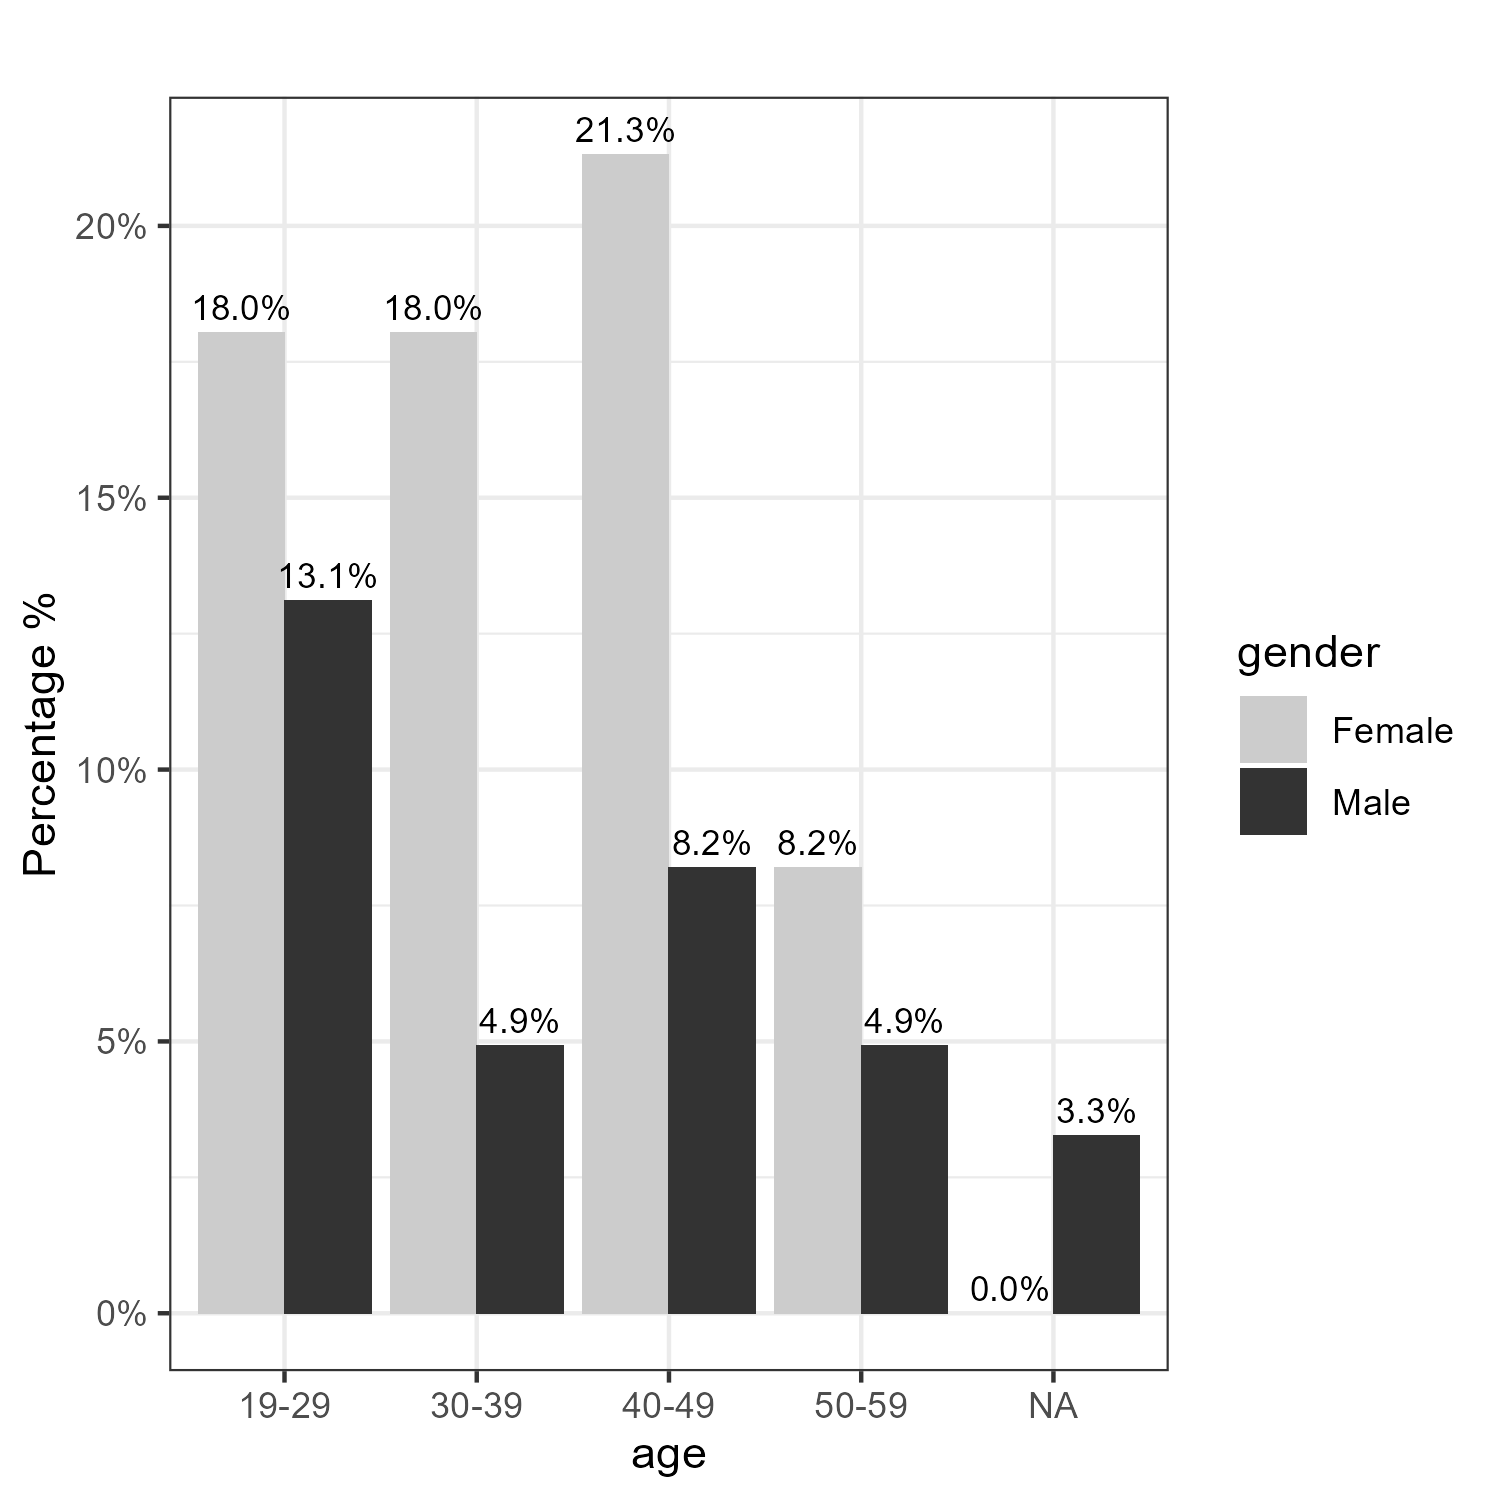 21.3%
20%
18.0% 18.0%
15%
13.1%
10%
8.2% 8.2%
5%
4.9% 4.9%
3.3%
0.0%
0%
Percentage %
19-29 30-39 40-49 50-59 NA
age
gender
Female
Male